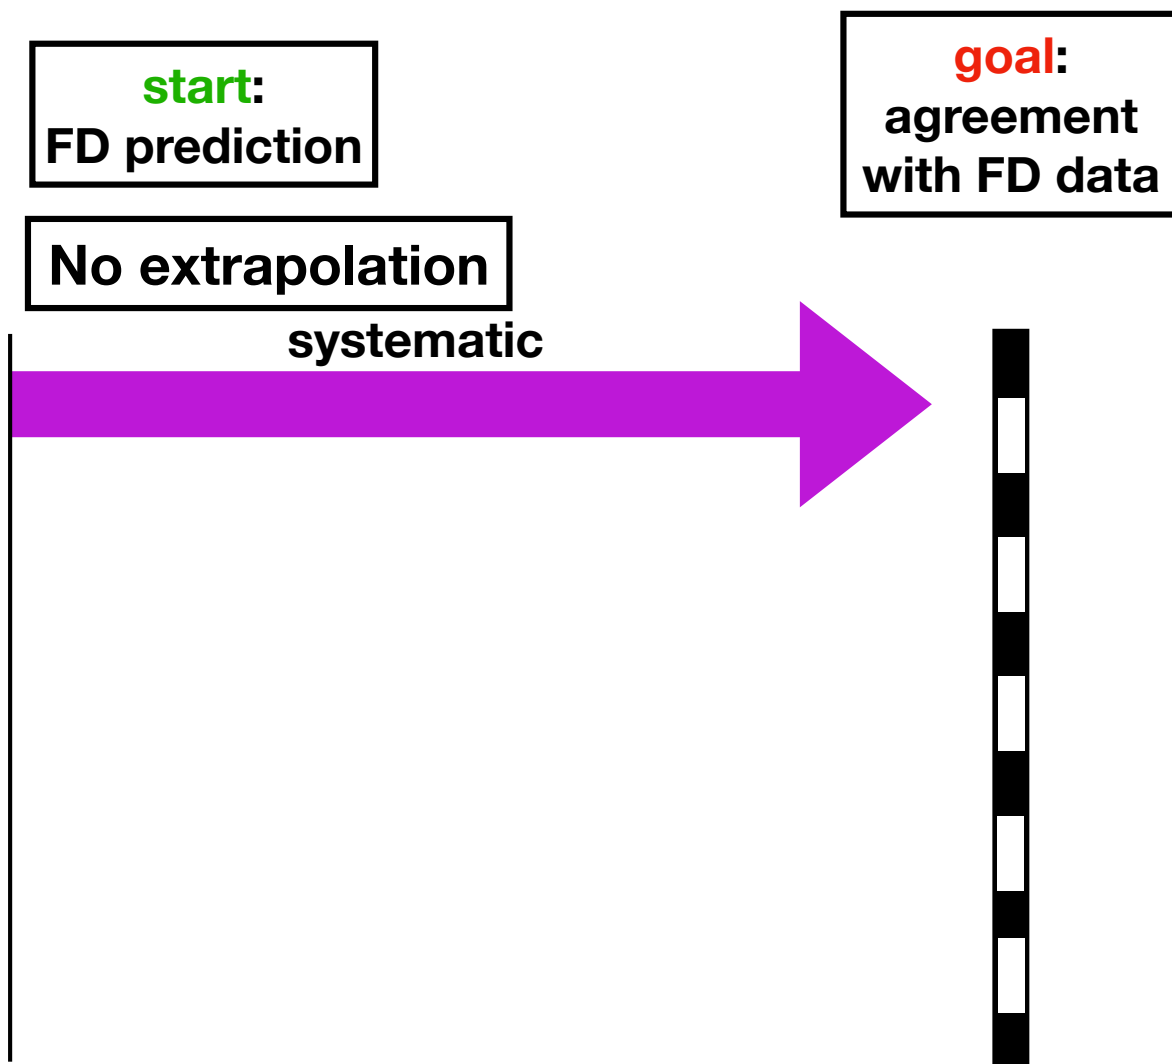 start:
FD prediction
goal:
agreement
with FD data
No extrapolation
systematic